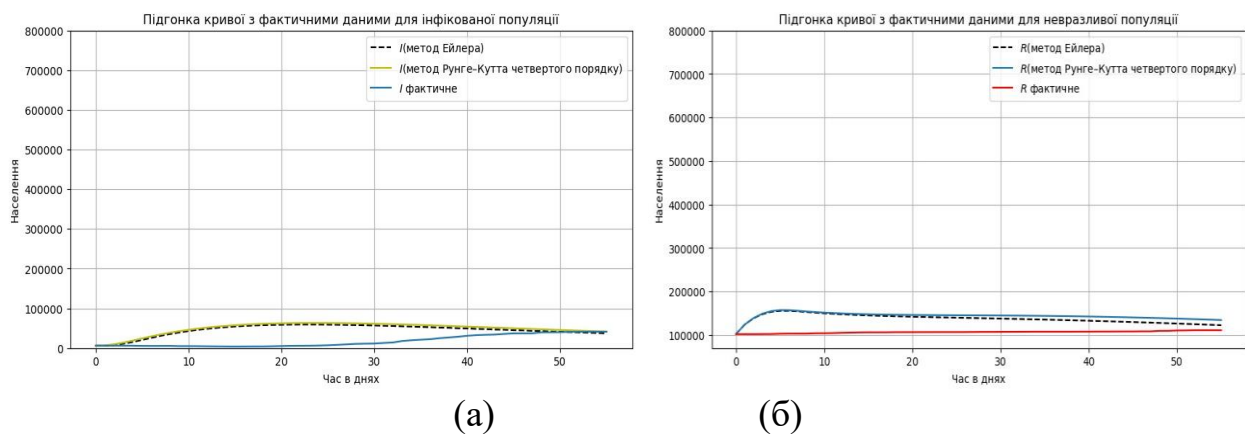 Підгонка кривої з фактичними даними для інфікованої популяції
800000
700000
600000
500000
400000
300000
200000
100000
0
Населення
I(метод Ейлера)
I(метод Рунге–Кутта четвертого порядку)
I фактичне
0
10
20
30
40
50
Час в днях
(а)
Підгонка кривої з фактичними даними для невразливої популяції
800000
700000
600000
500000
400000
300000
200000
100000
Населення
R(метод Ейлера)
R(метод Рунге–Кутта четвертого порядку)
R фактичне
0
10
20
30
40
50
Час в днях
(б)